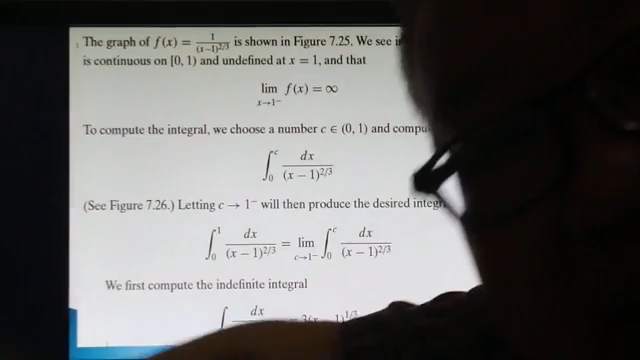 The graph of f(x) = 1/(x−1)^{2/3} is shown in Figure 7.25. We see
is continuous on [0, 1) and undefined at x = 1, and that
lim_{x→1⁻} f(x) = ∞
To compute the integral, we choose a number c ∈ (0, 1) and
∫_0^c dx/(x − 1)^{2/3}
(See Figure 7.26.) Letting c → 1⁻ will then produce the desired
∫_0^1 dx/(x − 1)^{2/3} = lim_{c→1⁻} ∫_0^c dx/(x − 1)^{2/3}
We first compute the indefinite integral
∫ dx